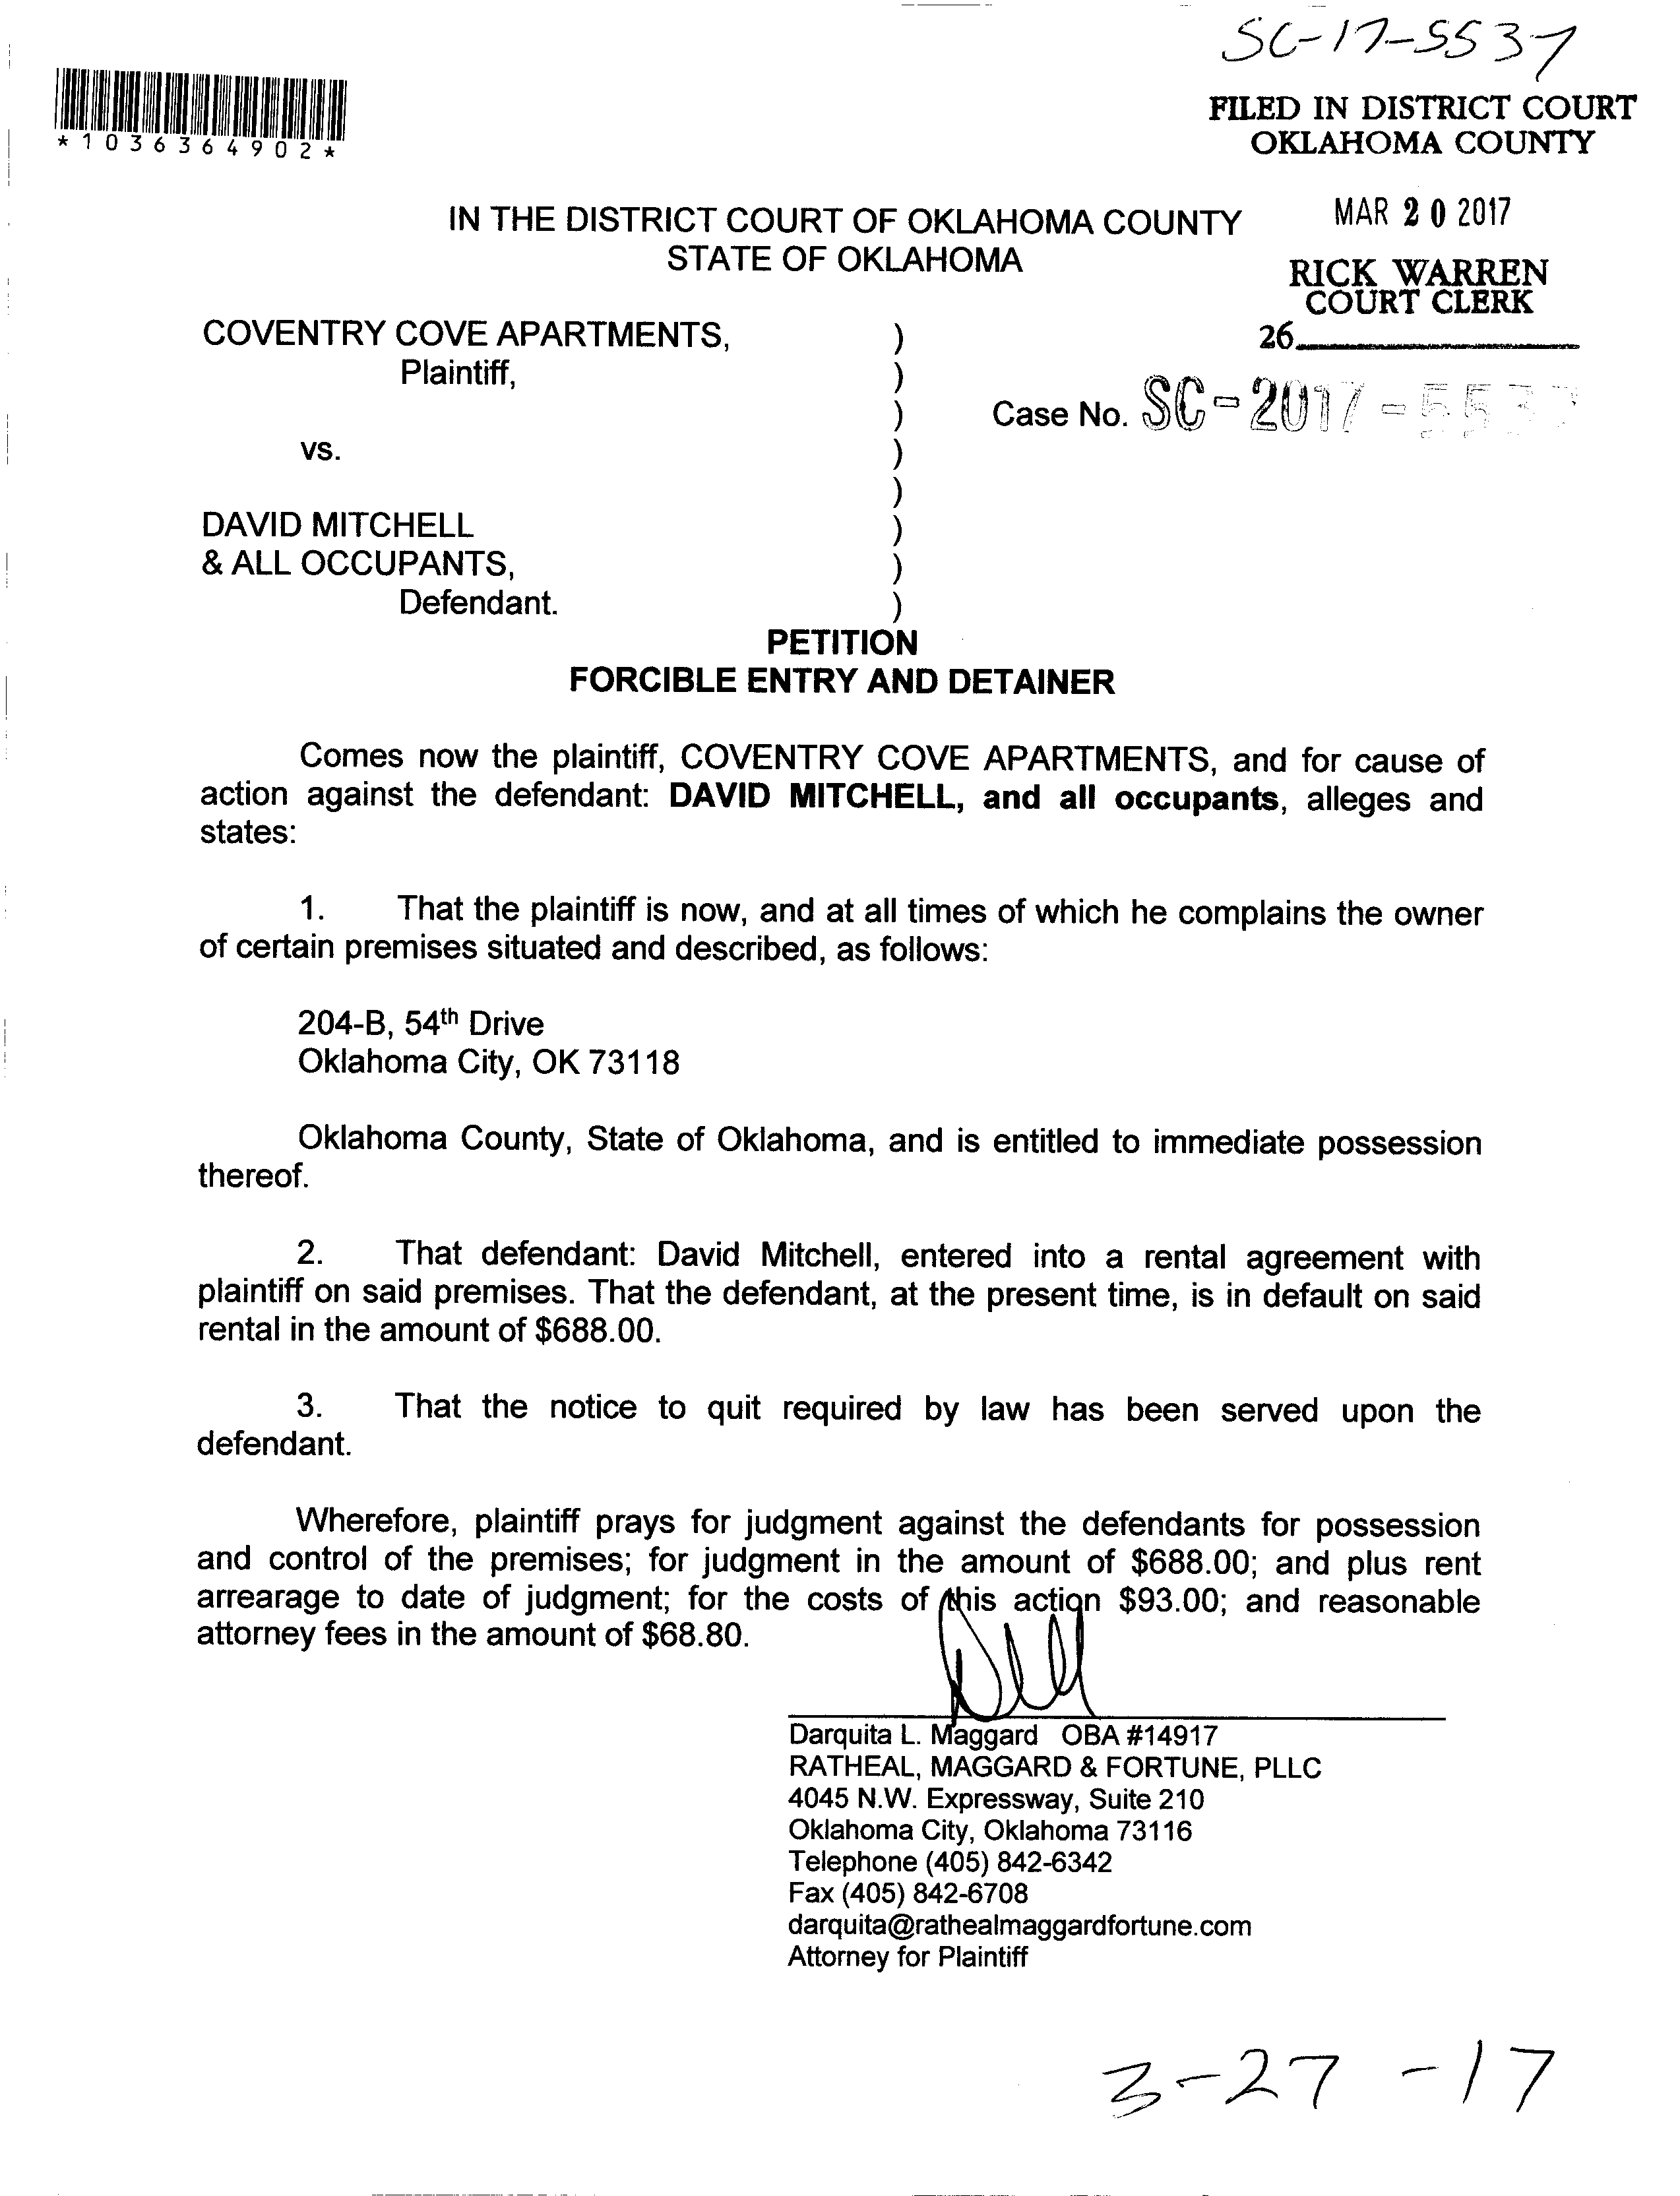 SC-17-5537
FILED IN DISTRICT COURT
OKLAHOMA COUNTY
*1036364902*
MAR 20 2017
IN THE DISTRICT COURT OF OKLAHOMA COUNTY
STATE OF OKLAHOMA
RICK WARREN
COURT CLERK
26
COVENTRY COVE APARTMENTS, )
Plaintiff, )
) Case No. SC-2017-553
vs. )
)
DAVID MITCHELL )
& ALL OCCUPANTS, )
Defendant. )
PETITION
FORCIBLE ENTRY AND DETAINER
Comes now the plaintiff, COVENTRY COVE APARTMENTS, and for cause of
action against the defendant: DAVID MITCHELL, and all occupants, alleges and
states:
1. That the plaintiff is now, and at all times of which he complains the owner
of certain premises situated and described, as follows:
204-B, 54th Drive
Oklahoma City, OK 73118
Oklahoma County, State of Oklahoma, and is entitled to immediate possession
thereof.
2. That defendant: David Mitchell, entered into a rental agreement with
plaintiff on said premises. That the defendant, at the present time, is in default on said
rental in the amount of $688.00.
3. That the notice to quit required by law has been served upon the
defendant.
Wherefore, plaintiff prays for judgment against the defendants for possession
and control of the premises; for judgment in the amount of $688.00; and plus rent
arrearage to date of judgment; for the costs of this action $93.00; and reasonable
attorney fees in the amount of $68.80.
Darquita L. Maggard OBA #14917
RATHEAL, MAGGARD & FORTUNE, PLLC
4045 N.W. Expressway, Suite 210
Oklahoma City, Oklahoma 73116
Telephone (405) 842-6342
Fax (405) 842-6708
darquita@rathealmaggardfortune.com
Attorney for Plaintiff
3-27-17